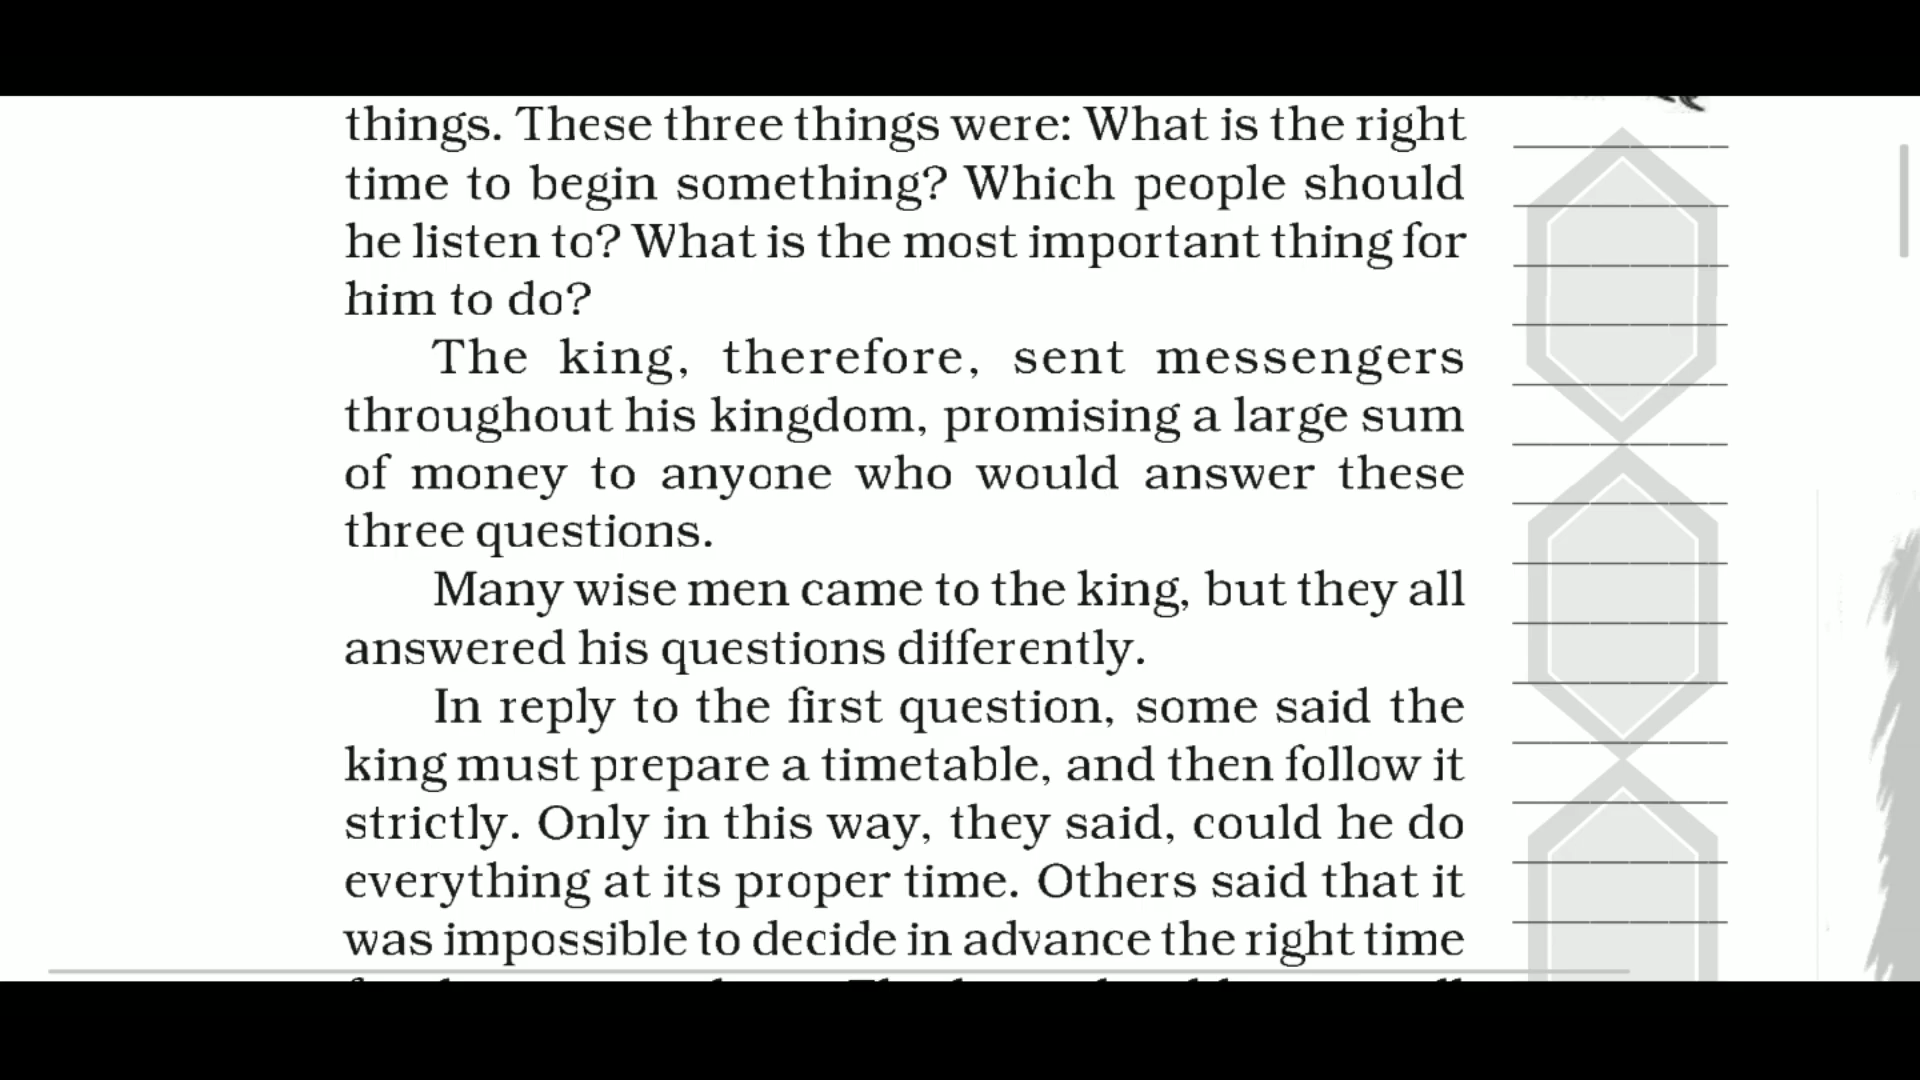 things. These three things were: What is the right
time to begin something? Which people should
he listen to? What is the most important thing for
him to do?
The king, therefore, sent messengers
throughout his kingdom, promising a large sum
of money to anyone who would answer these
three questions.
Many wise men came to the king, but they all
answered his questions differently.
In reply to the first question, some said the
king must prepare a timetable, and then follow it
strictly. Only in this way, they said, could he do
everything at its proper time. Others said that it
was impossible to decide in advance the right time